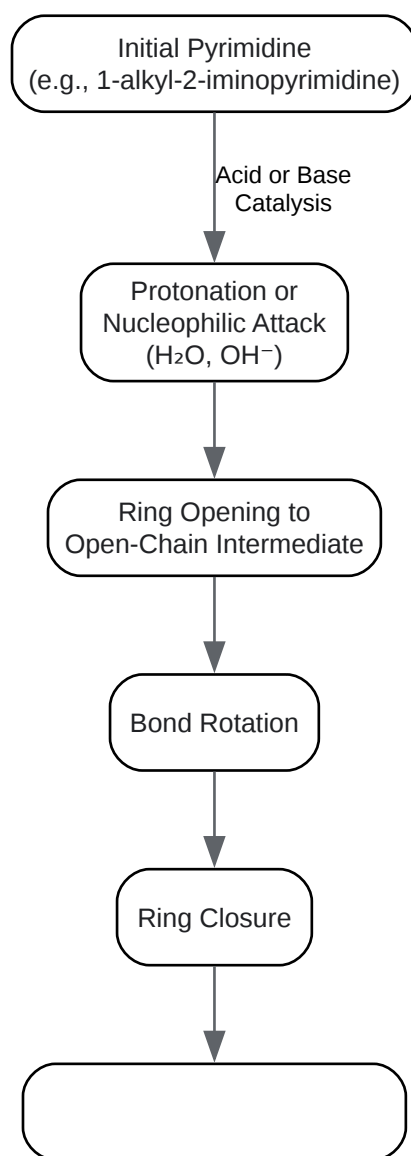 Initial Pyrimidine
(e.g., 1-alkyl-2-iminopyrimidine)
Acid or Base
Catalysis
Protonation or
Nucleophilic Attack
(H₂O, OH⁻)
Ring Opening to
Open-Chain Intermediate
Bond Rotation
Ring Closure